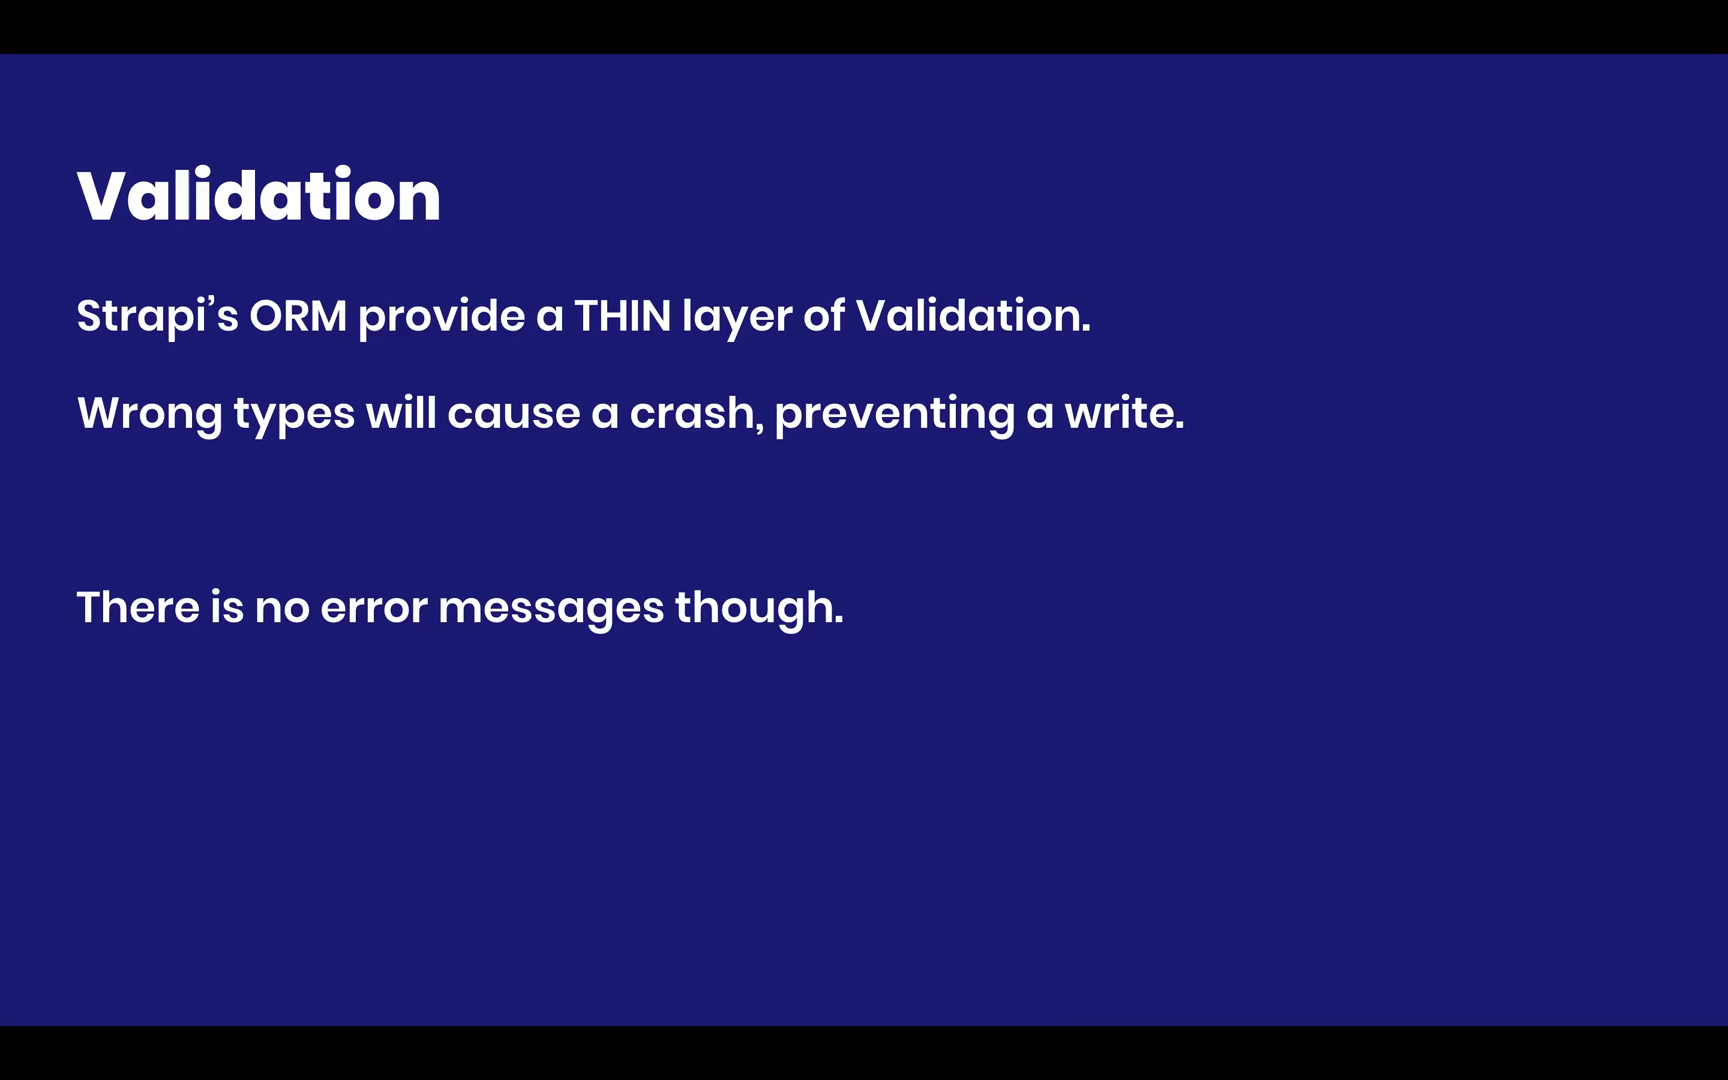 Validation
Strapi’s ORM provide a THIN layer of Validation.
Wrong types will cause a crash, preventing a write.
There is no error messages though.